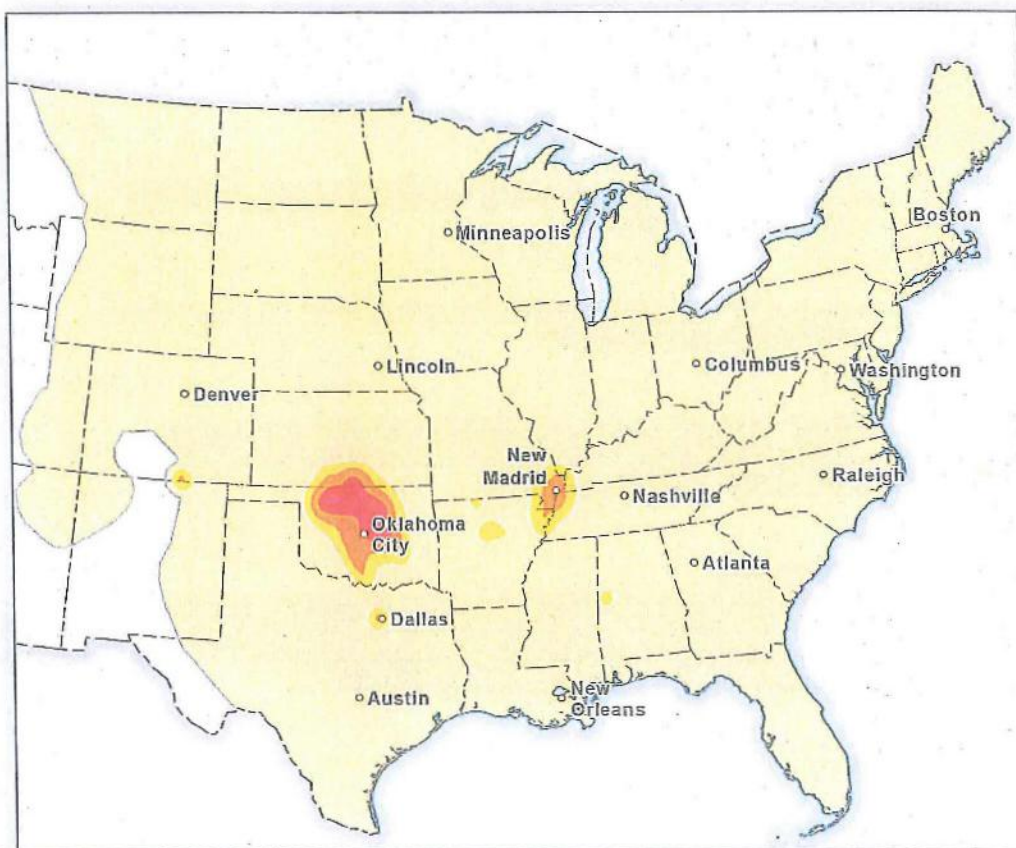 Boston
Minneapolis
Lincoln
Columbus
Washington
Denver
New
Madrid
Raleigh
Nashville
Oklahoma
City
Atlanta
Dallas
Austin
New
Orleans